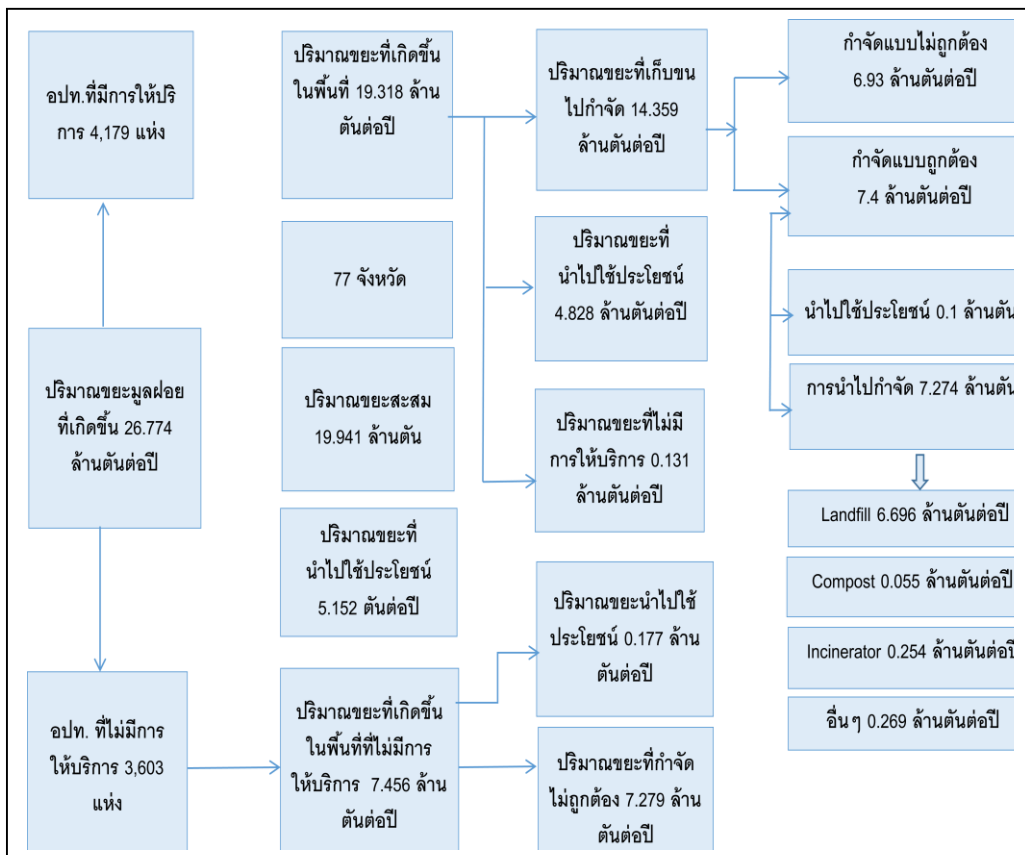 อปท.ที่มีการให้ปริ
การ 4,179 แห่ง
ปริมาณขยะมูลฝอย
ที่เกิดขึ้น 26.774
ล้านตันต่อปี
อปท. ที่ไม่มีการ
ให้บริการ 3,603
แห่ง
ปริมาณขยะที่เกิดขึ้น
ในพื้นที่ 19.318 ล้าน
ตันต่อปี
77 จังหวัด
ปริมาณขยะสะสม
19.941 ล้านตัน
ปริมาณขยะที่
นำไปใช้ประโยชน์
5.152 ตันต่อปี
ปริมาณขยะที่เกิดขึ้น
ในพื้นที่ที่ไม่มีการ
ให้บริการ 7.456 ล้าน
ตันต่อปี
ปริมาณขยะที่เก็บขน
ไปกำจัด 14.359
ล้านตันต่อปี
ปริมาณขยะที่
นำไปใช้ประโยชน์
4.828 ล้านตันต่อปี
ปริมาณขยะที่ไม่มี
การให้บริการ 0.131
ล้านตันต่อปี
ปริมาณขยะนำไปใช้
ประโยชน์ 0.177 ล้าน
ตันต่อปี
ปริมาณขยะที่กำจัด
ไม่ถูกต้อง 7.279 ล้าน
ตันต่อปี
กำจัดแบบไม่ถูกต้อง
6.93 ล้านตันต่อปี
กำจัดแบบถูกต้อง
7.4 ล้านตันต่อปี
นำไปใช้ประโยชน์ 0.1 ล้านตัน
การนำไปกำจัด 7.274 ล้านตัน
Landfill 6.696 ล้านตันต่อปี
Compost 0.055 ล้านตันต่อปี
Incinerator 0.254 ล้านตันต่อปี
อื่นๆ 0.269 ล้านตันต่อปี